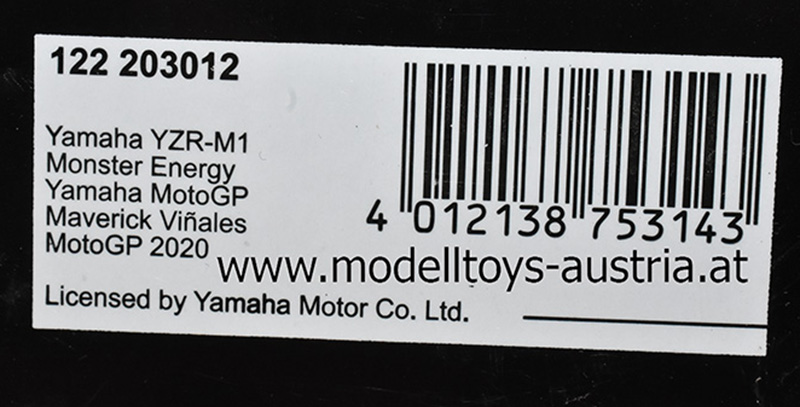 122 203012
Yamaha YZR-M1
Monster Energy
Yamaha MotoGP
Maverick Viñales
MotoGP 2020
Licensed by Yamaha Motor Co. Ltd.
4 012138 753143
www.modelltoys-austria.at